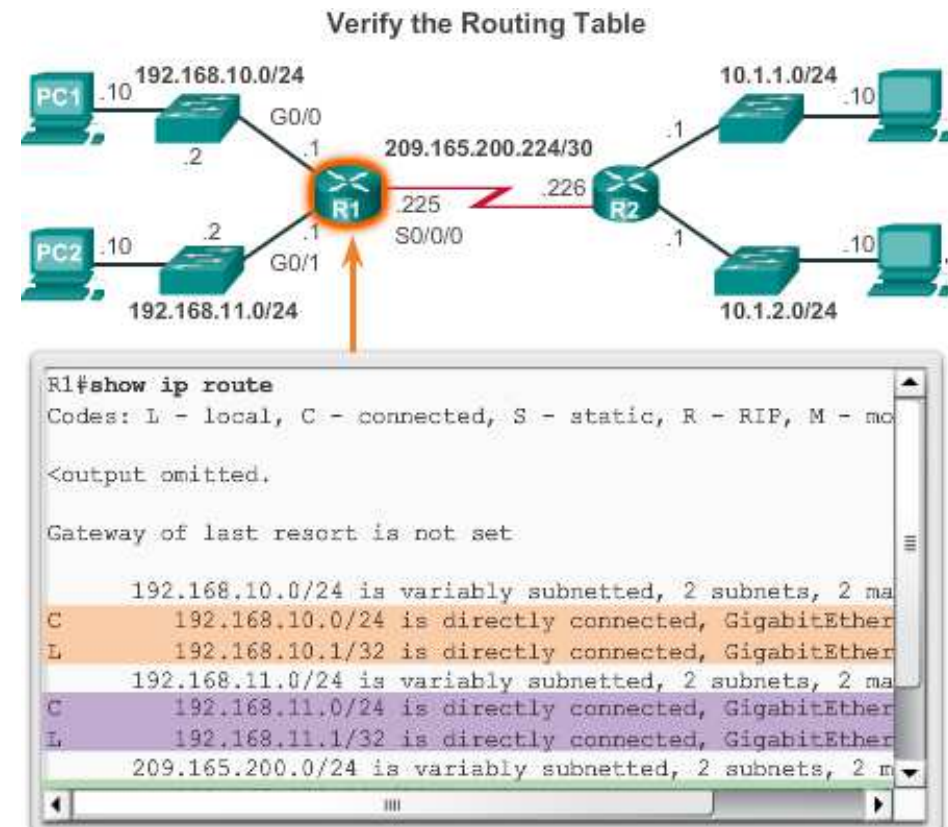 Verify the Routing Table
192.168.10.0/24
10.1.1.0/24
PC1
.10
.10
G0/0
.1
.2
.1
209.165.200.224/30
.226
R1
.225
R2
S0/0/0
PC2
.10
.2
.1
G0/1
.1
.10
192.168.11.0/24
10.1.2.0/24
R1#show ip route
Codes: L - local, C - connected, S - static, R - RIP, M - mo
<output omitted.
Gateway of last resort is not set
192.168.10.0/24 is variably subnetted, 2 subnets, 2 ma
C 192.168.10.0/24 is directly connected, GigabitEther
L 192.168.10.1/32 is directly connected, GigabitEther
192.168.11.0/24 is variably subnetted, 2 subnets, 2 ma
C 192.168.11.0/24 is directly connected, GigabitEther
L 192.168.11.1/32 is directly connected, GigabitEther
209.165.200.0/24 is variably subnetted, 2 subnets, 2 m